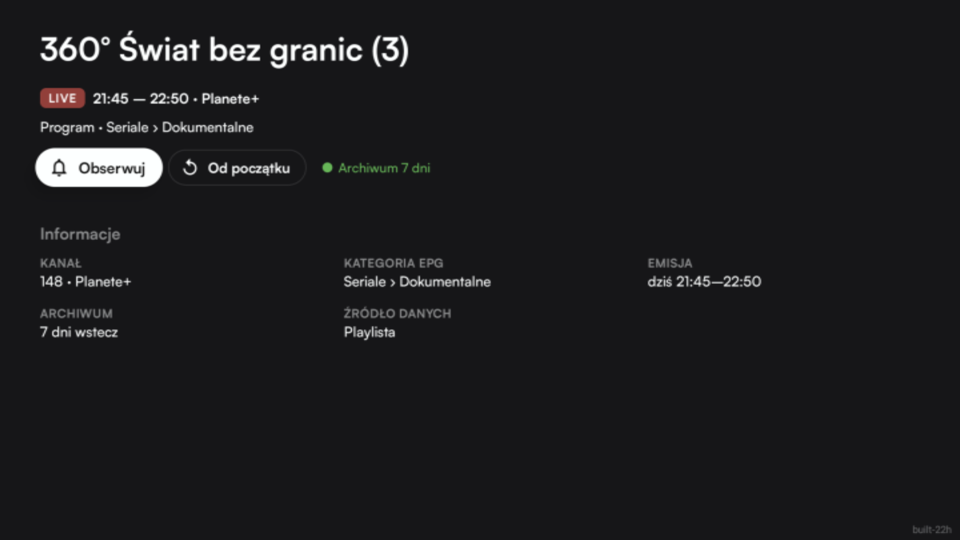 360° Świat bez granic (3)
LIVE 21:45 — 22:50 · Planete+
Program · Seriale › Dokumentalne
Obserwuj Od początku Archiwum 7 dni
Informacje
KANAŁ KATEGORIA EPG EMISJA
148 · Planete+ Seriale › Dokumentalne dziś 21:45—22:50
ARCHIWUM ŹRÓDŁO DANYCH
7 dni wstecz Playlista
built-22h